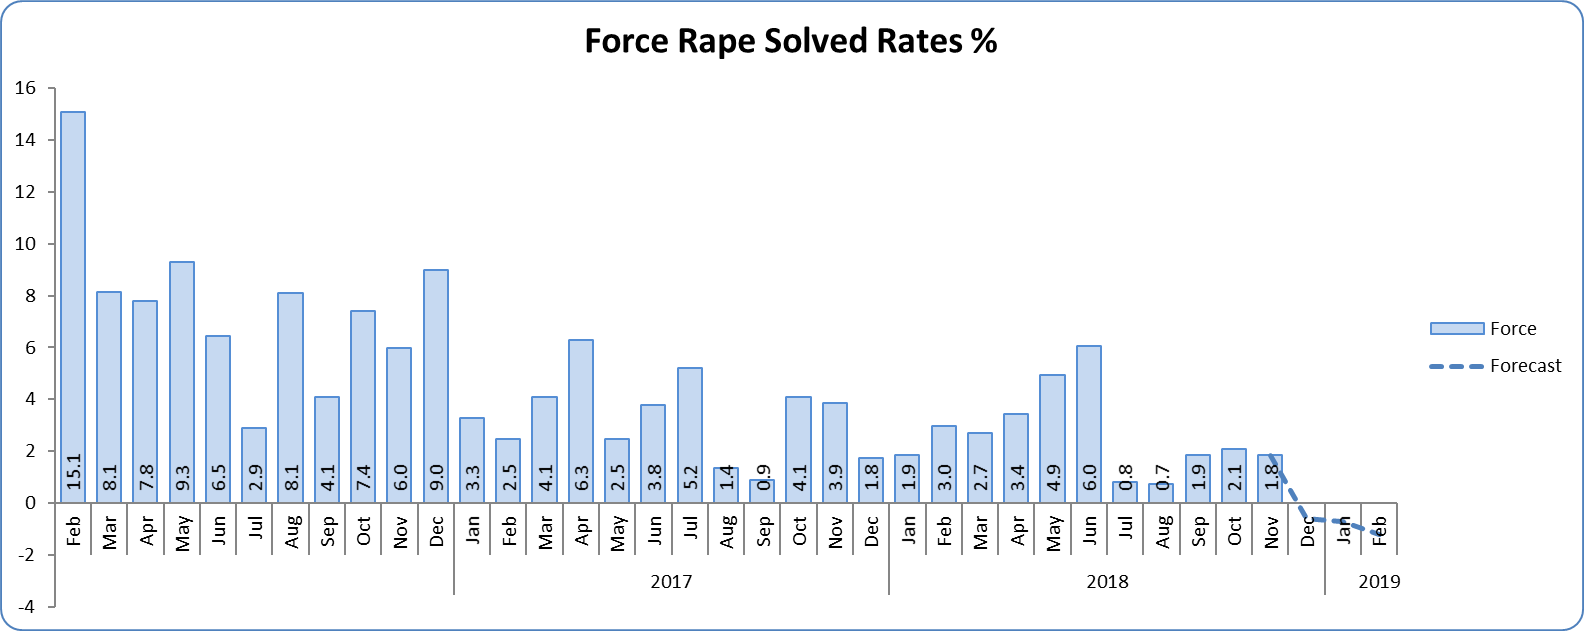 Force Rape Solved Rates %
16
14
12
10
8
6
4
2
0
-2
-4
15.1 8.1 7.8 9.3 6.5 2.9 8.1 4.1 7.4 6.0 9.0 3.3 2.5 4.1 6.3 2.5 3.8 5.2 1.4 0.9 4.1 3.9 1.8 1.9 3.0 2.7 3.4 4.9 6.0 0.8 0.7 1.9 2.1 1.8
Feb Mar Apr May Jun Jul Aug Sep Oct Nov Dec Jan Feb Mar Apr May Jun Jul Aug Sep Oct Nov Dec Jan Feb Mar Apr May Jun Jul Aug Sep Oct Nov Dec Jan Feb
2017 2018 2019
Force
Forecast